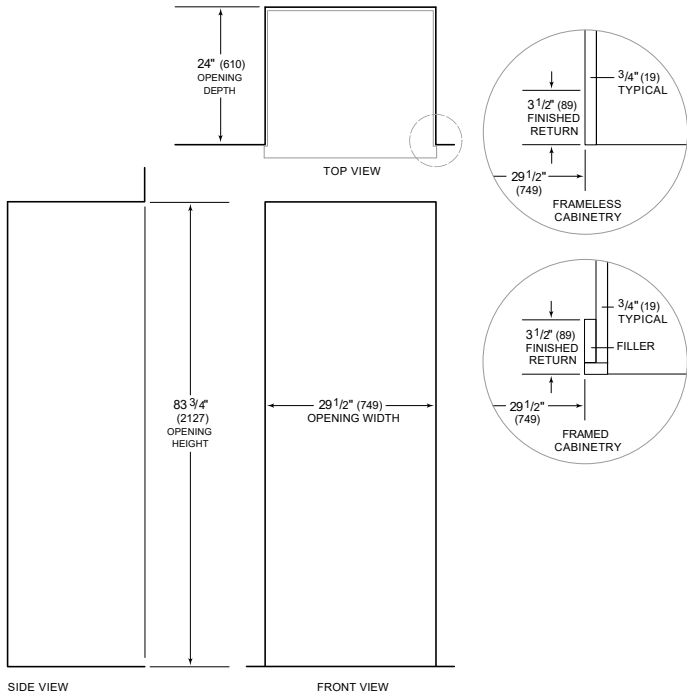 24" (610)
OPENING
DEPTH
TOP VIEW
3/4" (19)
TYPICAL
3 1/2" (89)
FINISHED
RETURN
29 1/2"
(749)
FRAMELESS
CABINETRY
3/4" (19)
TYPICAL
3 1/2" (89)
FINISHED
RETURN
FILLER
29 1/2"
(749)
FRAMED
CABINETRY
83 3/4"
(2127)
OPENING
HEIGHT
29 1/2" (749)
OPENING WIDTH
SIDE VIEW
FRONT VIEW